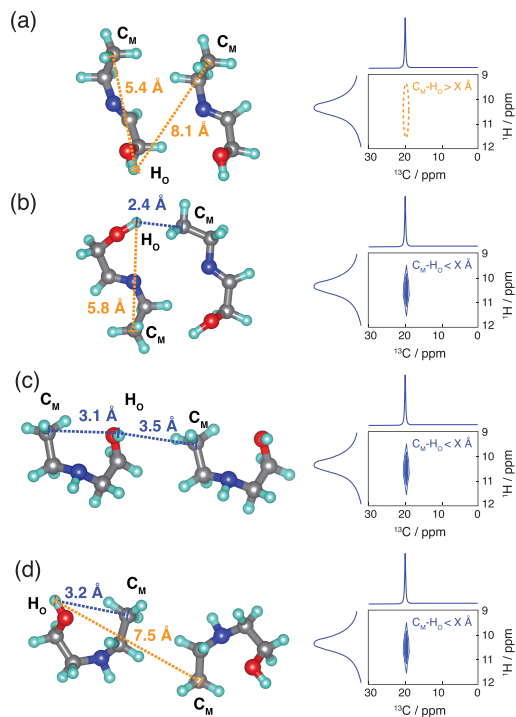 (a)
C_M
C_M
5.4 Å
8.1 Å
H_O
C_M-H_O > X Å
9
10
11
12
¹H / ppm
30 20 10 0
¹³C / ppm
(b)
2.4 Å
C_M
H_O
5.8 Å
C_M
C_M-H_O < X Å
9
10
11
12
¹H / ppm
30 20 10 0
¹³C / ppm
(c)
C_M
H_O
3.1 Å
3.5 Å
C_M
C_M-H_O < X Å
9
10
11
12
¹H / ppm
30 20 10 0
¹³C / ppm
(d)
3.2 Å
C_M
H_O
7.5 Å
C_M
C_M-H_O < X Å
9
10
11
12
¹H / ppm
30 20 10 0
¹³C / ppm